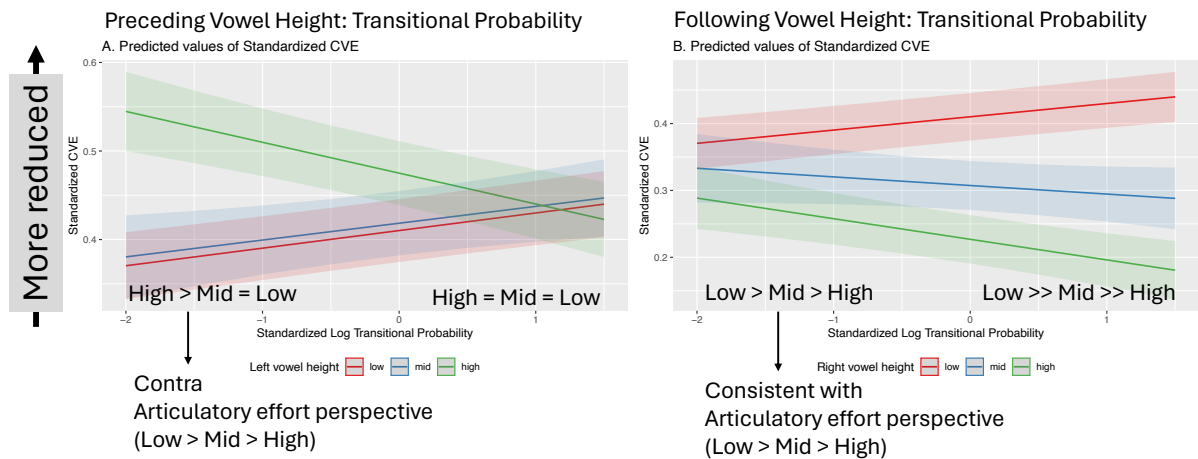 Preceding Vowel Height: Transitional Probability
A. Predicted values of Standardized CVE
More reduced
Standardized CVE
0.6
0.5
0.4
High > Mid = Low
High = Mid = Low
-2
-1
0
1
Standardized Log Transitional Probability
Left vowel height low mid high
Contra
Articulatory effort perspective
(Low > Mid > High)
Following Vowel Height: Transitional Probability
B. Predicted values of Standardized CVE
Standardized CVE
0.4
0.3
0.2
Low > Mid > High
Low >> Mid >> High
-2
-1
0
1
Standardized Log Transitional Probability
Right vowel height low mid high
Consistent with
Articulatory effort perspective
(Low > Mid > High)